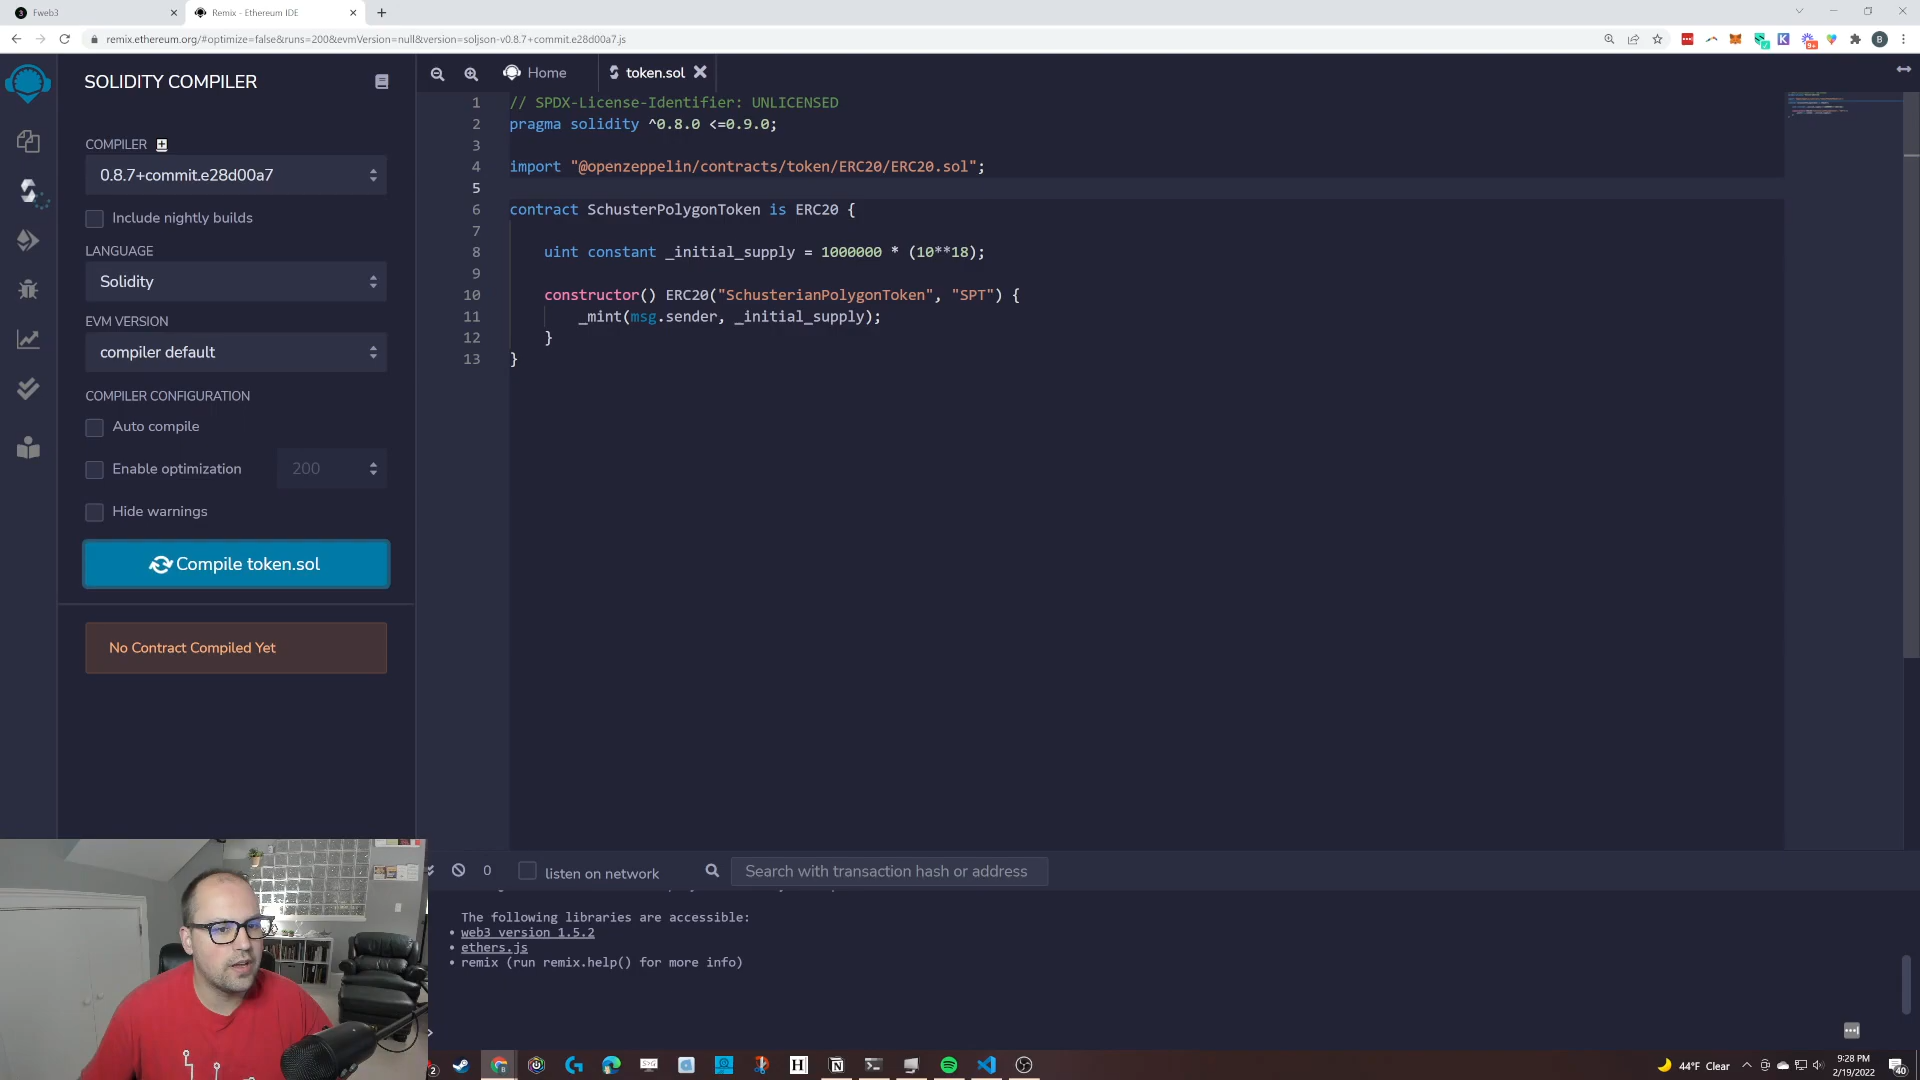 Fweb3
Remix - Ethereum IDE
remix.ethereum.org/#optimize=false&runs=200&evmVersion=null&version=soljson-v0.8.7+commit.e28d00a7.js
SOLIDITY COMPILER
COMPILER
0.8.7+commit.e28d00a7
Include nightly builds
LANGUAGE
Solidity
EVM VERSION
compiler default
COMPILER CONFIGURATION
Auto compile
Enable optimization
200
Hide warnings
Compile token.sol
No Contract Compiled Yet
Home
token.sol
1 // SPDX-License-Identifier: UNLICENSED
2 pragma solidity ^0.8.0 <=0.9.0;
3
4 import "@openzeppelin/contracts/token/ERC20/ERC20.sol";
5
6 contract SchusterPolygonToken is ERC20 {
7
8 uint constant _initial_supply = 1000000 * (10**18);
9
10 constructor() ERC20("SchusterianPolygonToken", "SPT") {
11 _mint(msg.sender, _initial_supply);
12 }
13 }
0
listen on network
Search with transaction hash or address
The following libraries are accessible:
• web3 version 1.5.2
• ethers.js
• remix (run remix.help() for more info)
44°F Clear
9:28 PM
2/19/2022
40